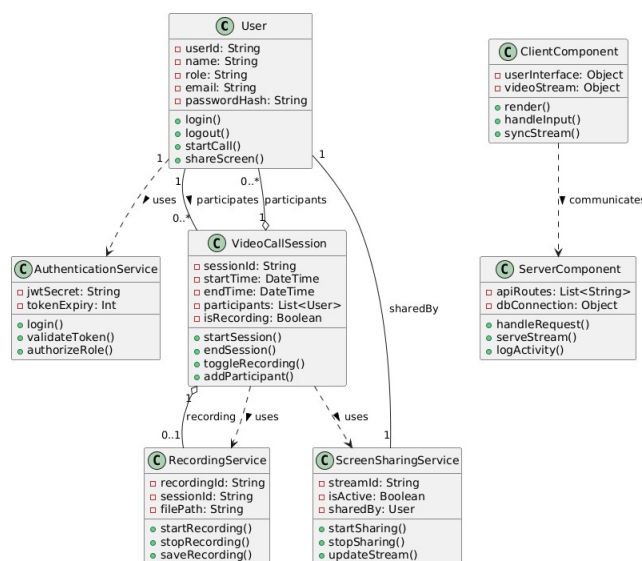 C User
userId: String
name: String
role: String
email: String
passwordHash: String
login()
logout()
startCall()
shareScreen()
C ClientComponent
userInterface: Object
videoStream: Object
render()
handleInput()
syncStream()
1
1
0..*
1
uses
participates
participants
communicates
0..*
1
C AuthenticationService
jwtSecret: String
tokenExpiry: Int
login()
validateToken()
authorizeRole()
C VideoCallSession
sessionId: String
startTime: DateTime
endTime: DateTime
participants: List<User>
isRecording: Boolean
startSession()
endSession()
toggleRecording()
addParticipant()
sharedBy
C ServerComponent
apiRoutes: List<String>
dbConnection: Object
handleRequest()
serveStream()
logActivity()
1
recording
uses
uses
0..1
1
C RecordingService
recordingId: String
sessionId: String
filePath: String
startRecording()
stopRecording()
saveRecording()
C ScreenSharingService
streamId: String
isActive: Boolean
sharedBy: User
startSharing()
stopSharing()
updateStream()